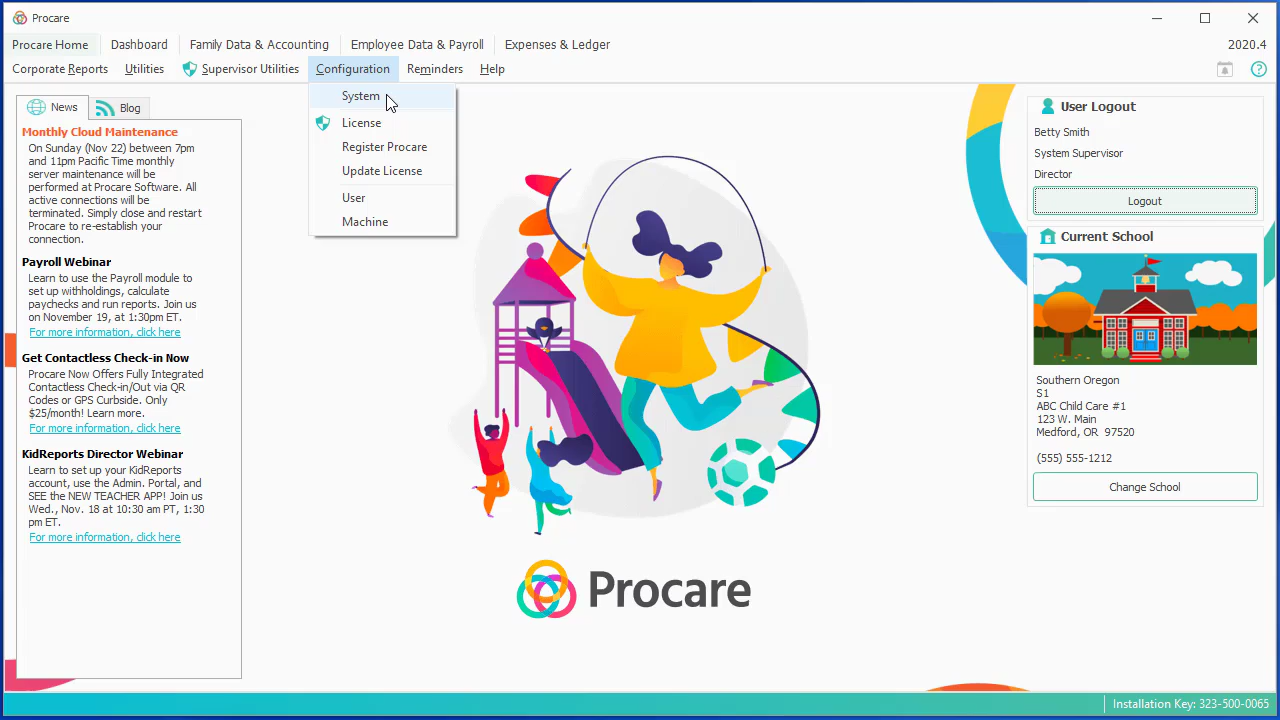 Procare
Procare Home
Dashboard
Family Data & Accounting
Employee Data & Payroll
Expenses & Ledger
2020.4
Corporate Reports
Utilities
Supervisor Utilities
Configuration
Reminders
Help
System
License
Register Procare
Update License
User
Machine
News
Blog
Monthly Cloud Maintenance
On Sunday (Nov 22) between 7pm
and 11pm Pacific Time monthly
server maintenance will be
performed at Procare Software. All
active connections will be
terminated. Simply close and restart
Procare to re-establish your
connection.
Payroll Webinar
Learn to use the Payroll module to
set up withholdings, calculate
paychecks and run reports. Join us
on November 19, at 1:30pm ET.
For more information, click here
Get Contactless Check-in Now
Procare Now Offers Fully Integrated
Contactless Check-in/Out via QR
Codes or GPS Curbside. Only
$25/month! Learn more.
For more information, click here
KidReports Director Webinar
Learn to set up your KidReports
account, use the Admin. Portal, and
SEE the NEW TEACHER APP! Join us
Wed., Nov. 18 at 10:30 am PT, 1:30
pm ET.
For more information, click here
Procare
User Logout
Betty Smith
System Supervisor
Director
Logout
Current School
Southern Oregon
S1
ABC Child Care #1
123 W. Main
Medford, OR 97520
(555) 555-1212
Change School
Installation Key: 323-500-0065